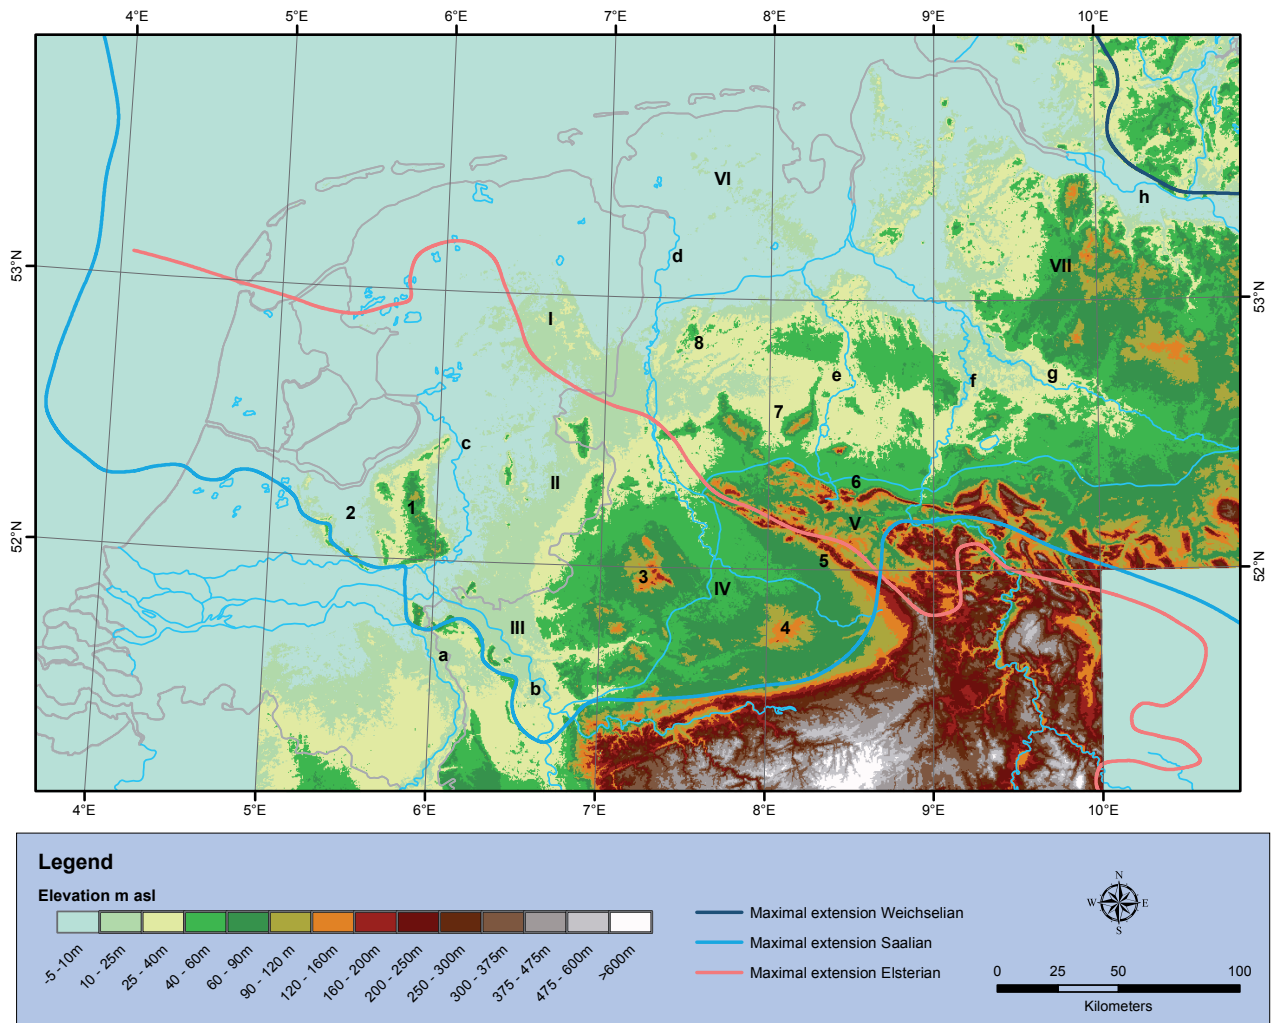 4°E 5°E 6°E 7°E 8°E 9°E 10°E
VI
h
53°N
d
VII
53°N
I
8
e
f
g
7
c
II
6
1
2
V
52°N
5
52°N
3
IV
4
III
a
b
4°E 5°E 6°E 7°E 8°E 9°E 10°E
Legend
Elevation m asl
-5 - 10m
10 - 25m
25 - 40m
40 - 60m
60 - 90m
90 - 120 m
120 - 160m
160 - 200m
200 - 250m
250 - 300m
300 - 375m
375 - 475m
475 - 600m
>600m
Maximal extension Weichselian
Maximal extension Saalian
Maximal extension Elsterian
N
W E
S
0 25 50 100
Kilometers